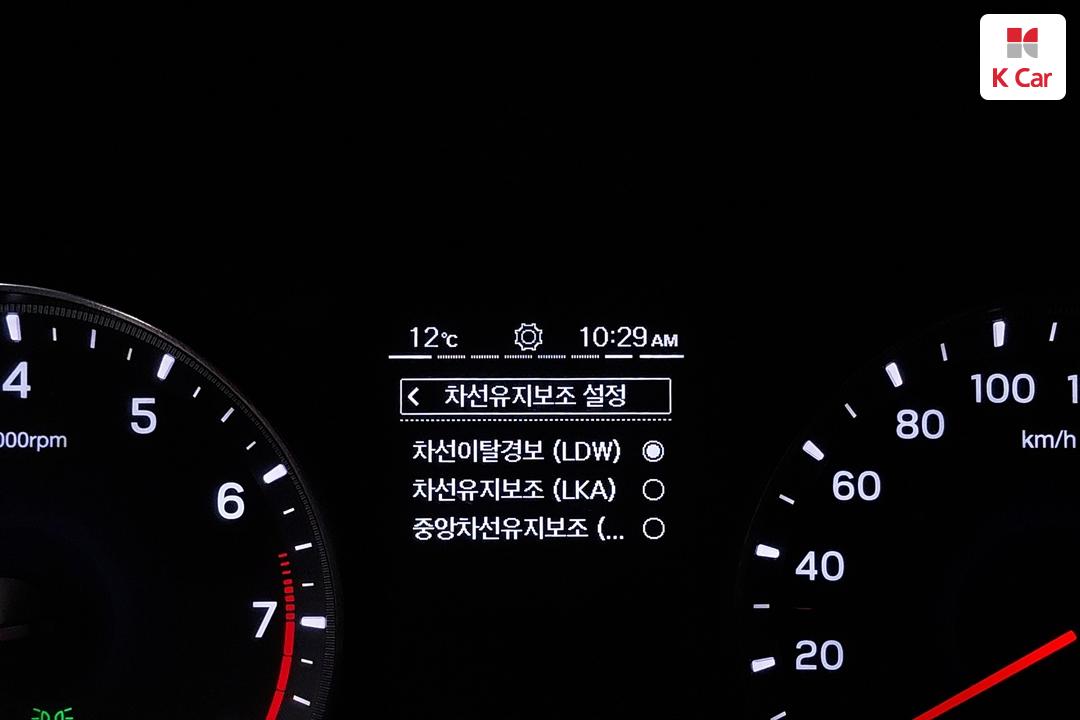 K Car
12°C 10:29 AM
< 차선유지보조 설정
차선이탈경보 (LDW)
차선유지보조 (LKA)
중앙차선유지보조 (...
4
5
000rpm
6
7
100
80
km/h
60
40
20